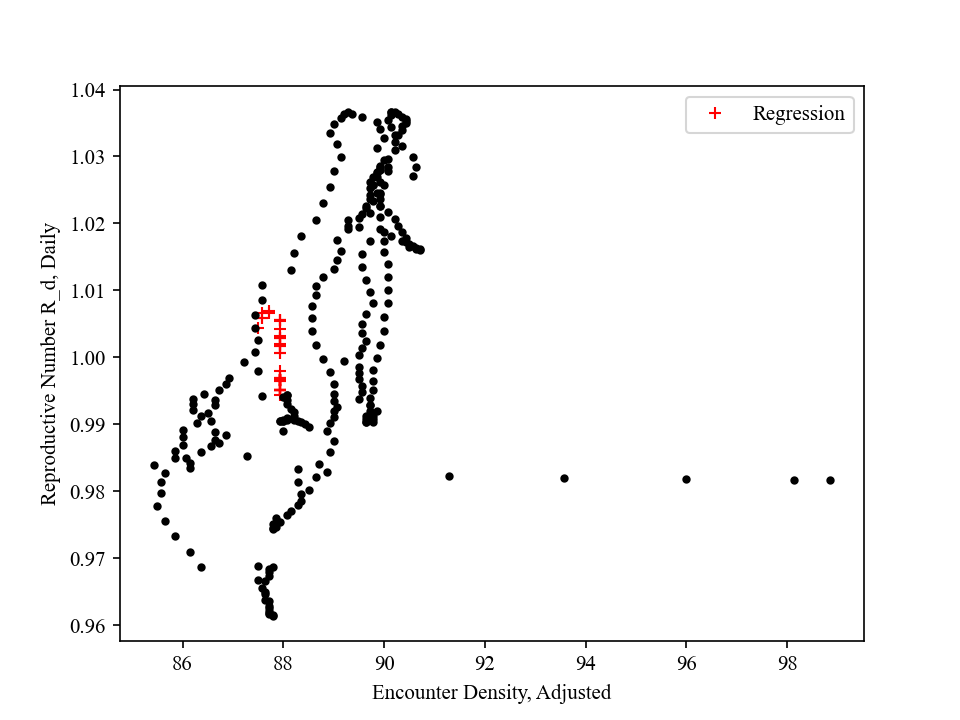 Regression
1.04
1.03
1.02
1.01
1.00
0.99
0.98
0.97
0.96
Reproductive Number R_d, Daily
86 88 90 92 94 96 98
Encounter Density, Adjusted